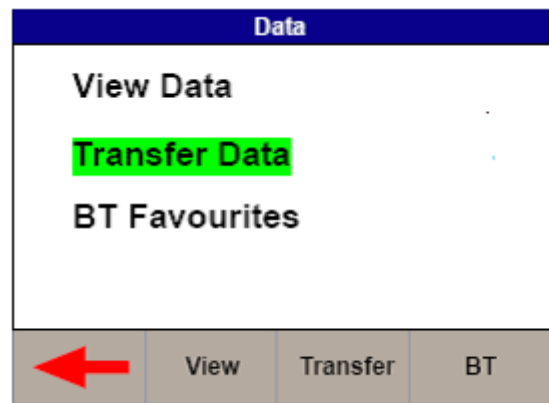 Data
View Data
Transfer Data
BT Favourites
View Transfer BT